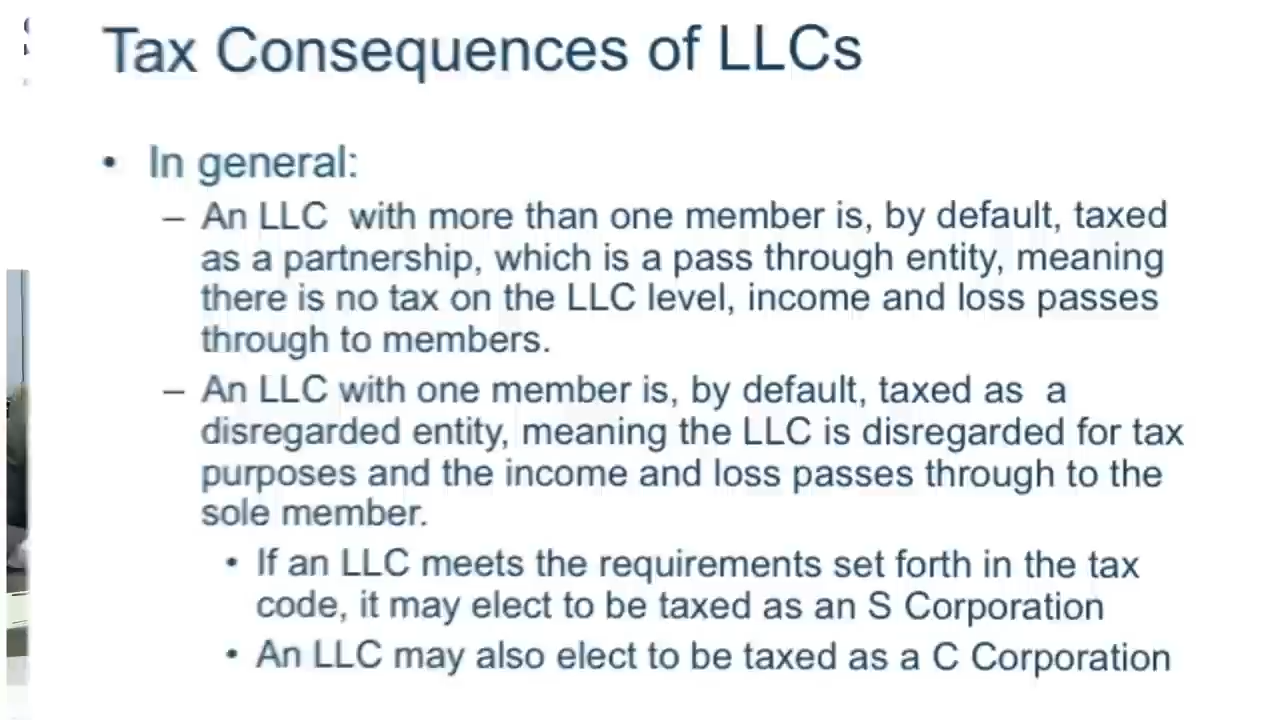 Tax Consequences of LLCs
• In general:
– An LLC with more than one member is, by default, taxed
as a partnership, which is a pass through entity, meaning
there is no tax on the LLC level, income and loss passes
through to members.
– An LLC with one member is, by default, taxed as a
disregarded entity, meaning the LLC is disregarded for tax
purposes and the income and loss passes through to the
sole member.
• If an LLC meets the requirements set forth in the tax
code, it may elect to be taxed as an S Corporation
• An LLC may also elect to be taxed as a C Corporation